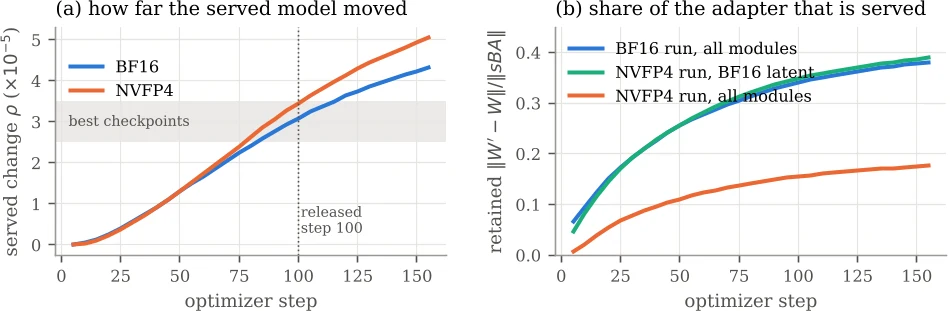 (a) how far the served model moved
served change ρ (×10⁻⁵)
5
4
3
2
1
0
BF16
NVFP4
best checkpoints
released
step 100
0
25
50
75
100
125
150
optimizer step
(b) share of the adapter that is served
retained ‖W′ − W‖/‖sBA‖
0.4
0.3
0.2
0.1
0.0
BF16 run, all modules
NVFP4 run, BF16 latent
NVFP4 run, all modules
0
25
50
75
100
125
150
optimizer step